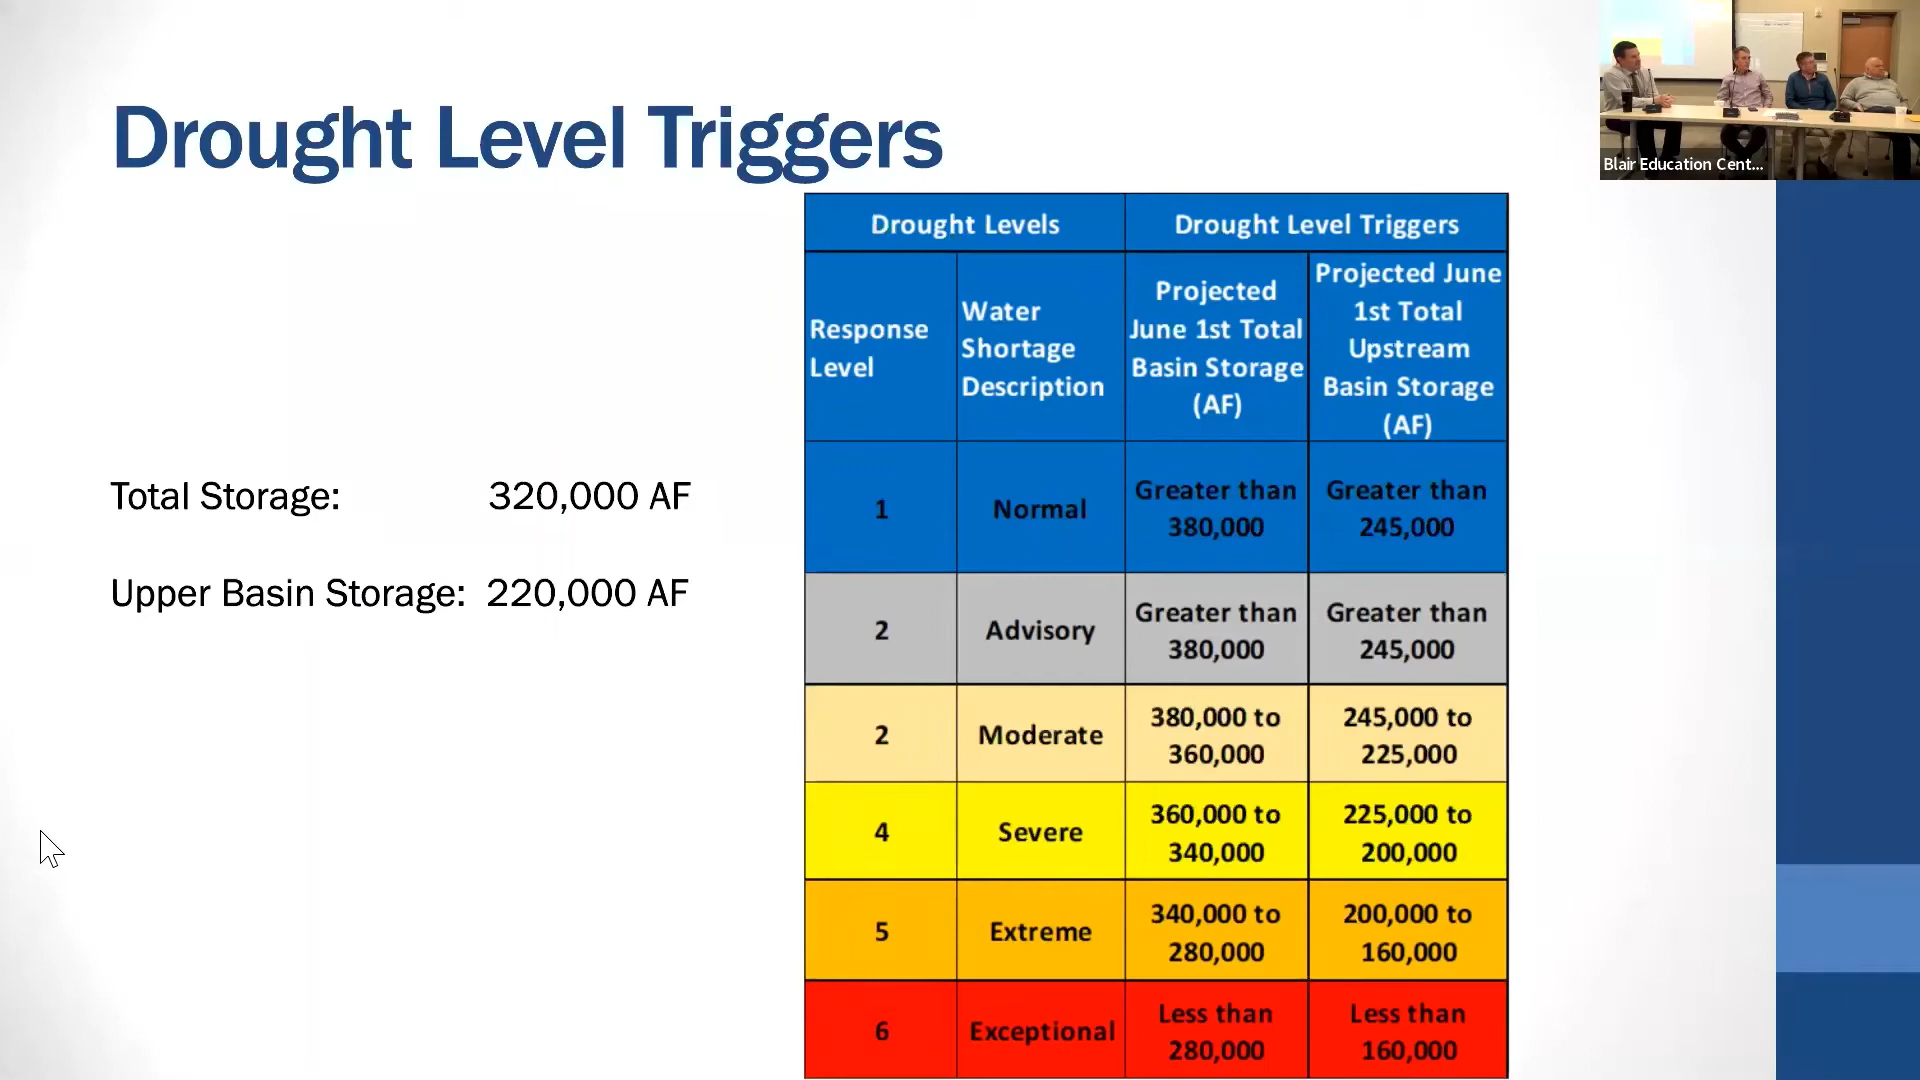 Drought Level Triggers
Total Storage: 320,000 AF
Upper Basin Storage: 220,000 AF
Drought Levels
Drought Level Triggers
Response
Level
Water
Shortage
Description
Projected
June 1st Total
Basin Storage
(AF)
Projected June
1st Total
Upstream
Basin Storage
(AF)
1
Normal
Greater than
380,000
Greater than
245,000
2
Advisory
Greater than
380,000
Greater than
245,000
2
Moderate
380,000 to
360,000
245,000 to
225,000
4
Severe
360,000 to
340,000
225,000 to
200,000
5
Extreme
340,000 to
280,000
200,000 to
160,000
6
Exceptional
Less than
280,000
Less than
160,000
Blair Education Cent...